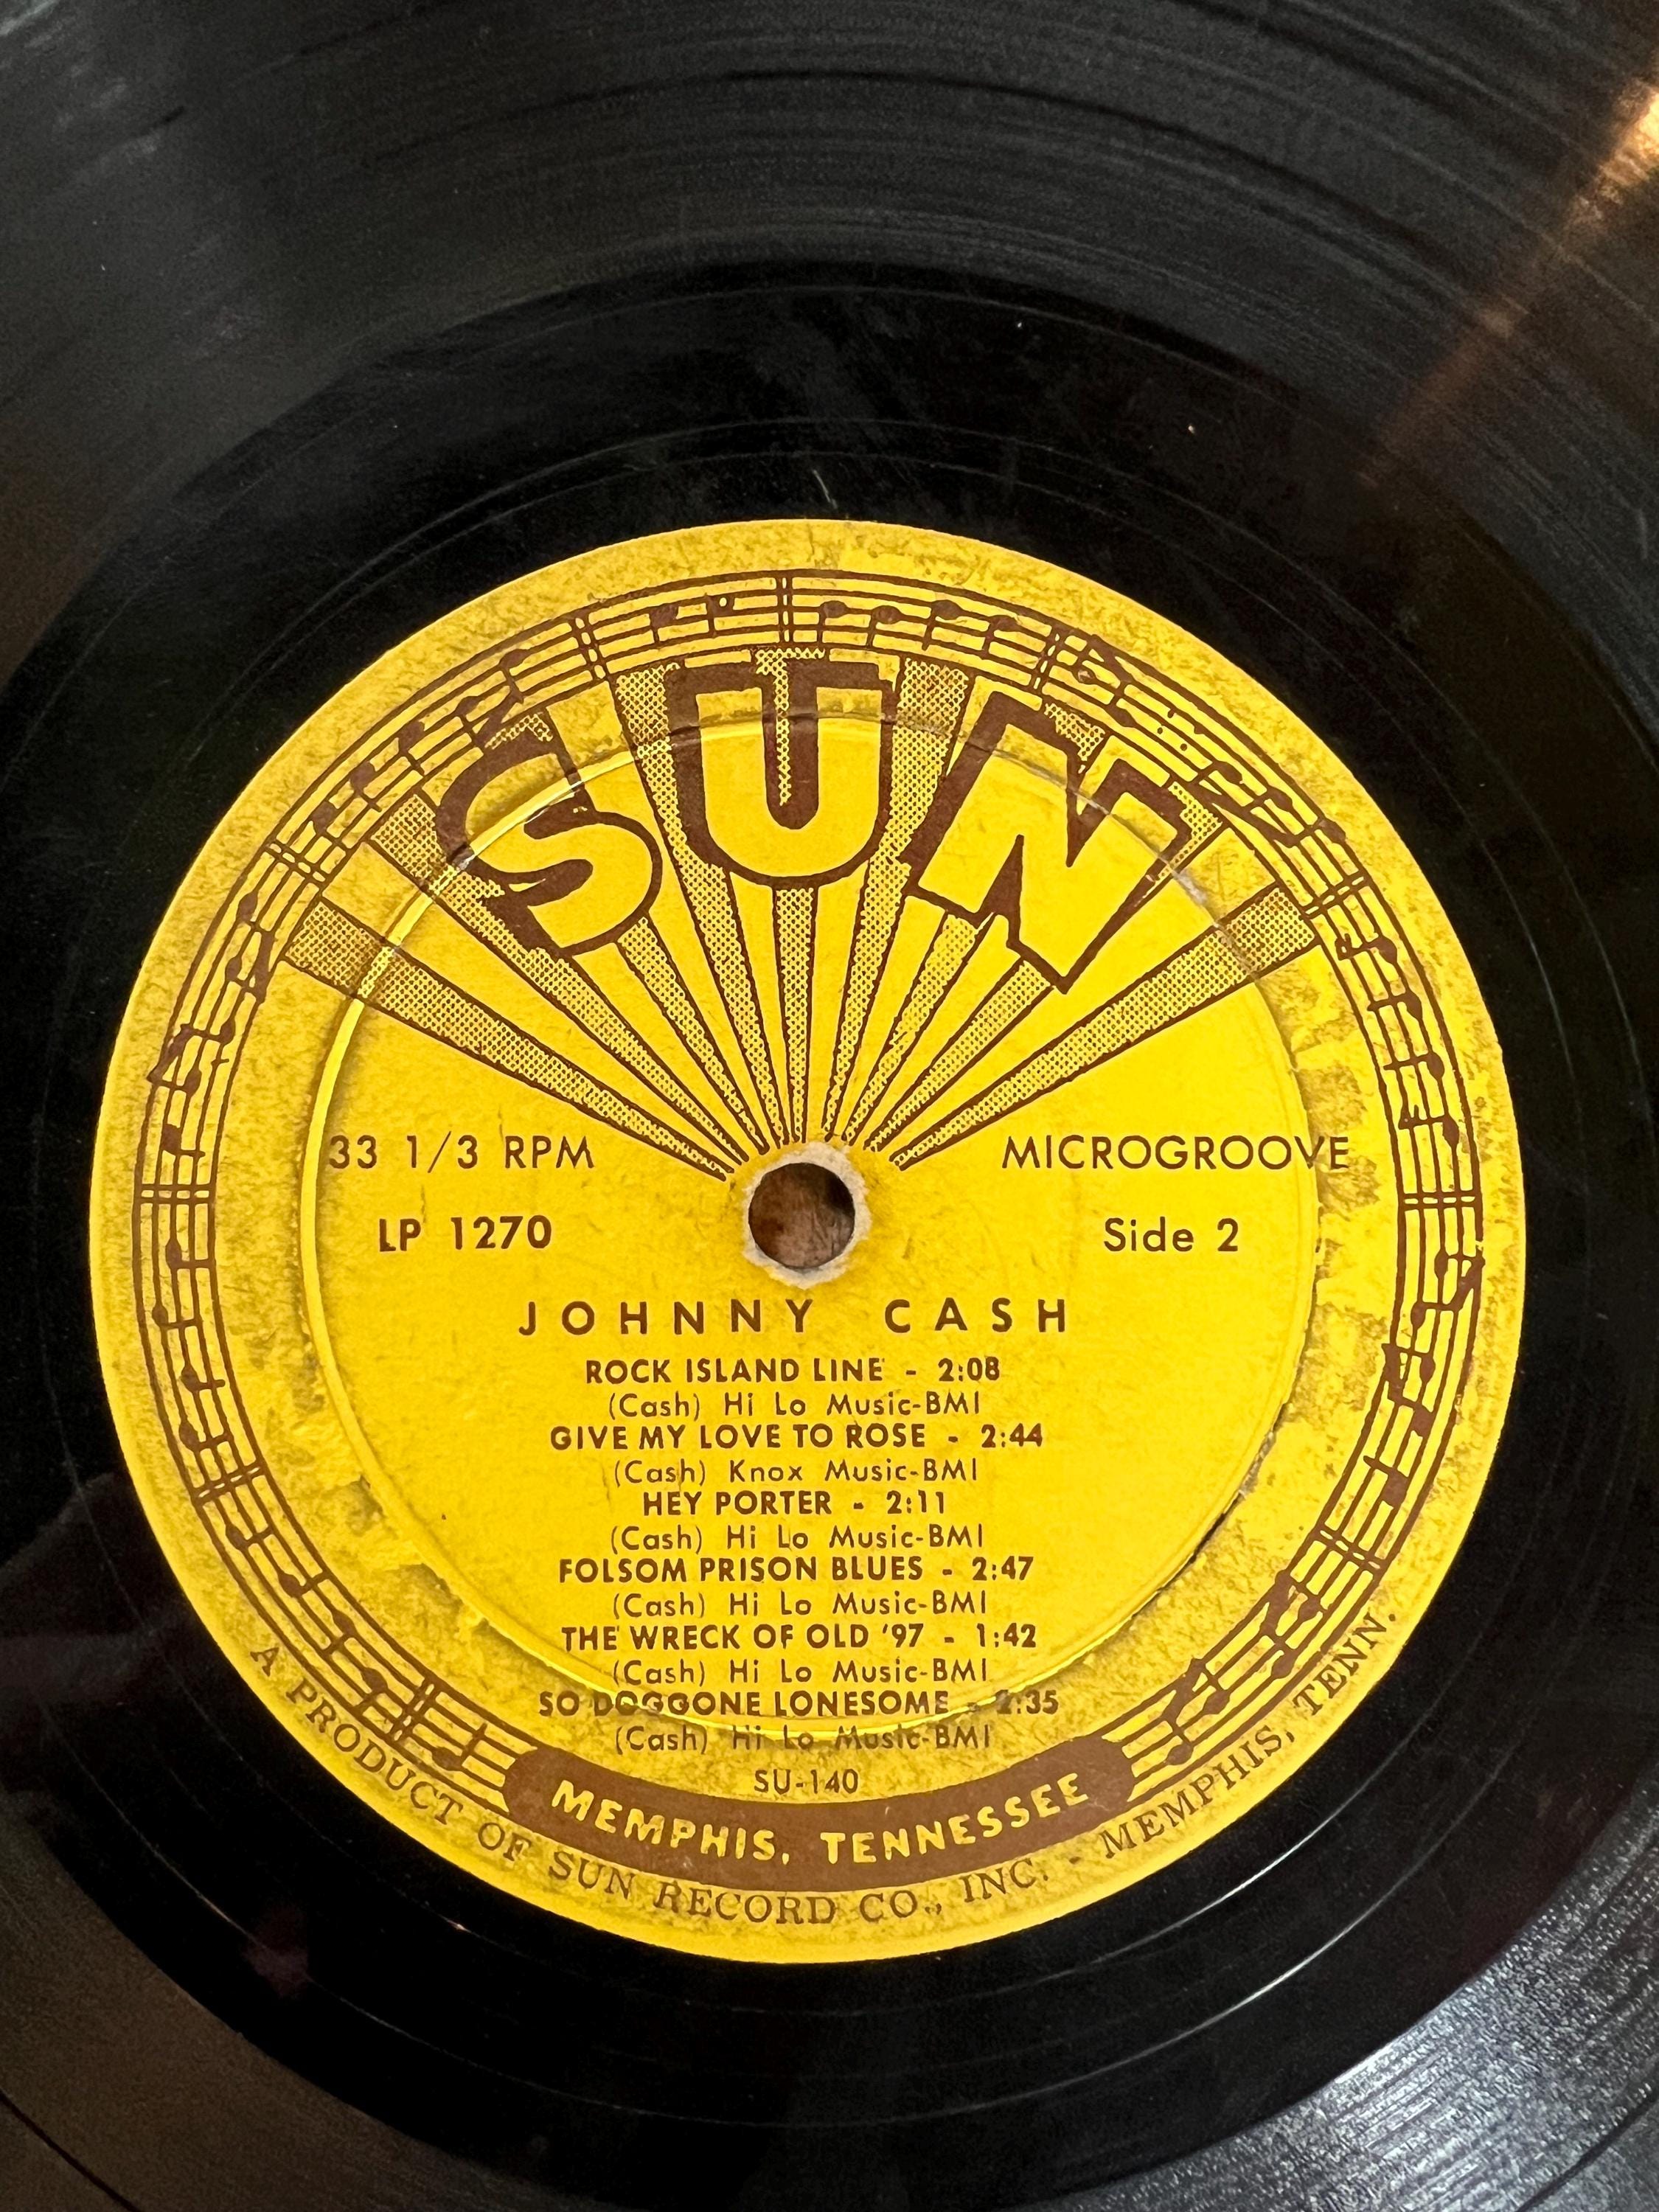 SUN
33 1/3 RPM
MICROGROOVE
LP 1270
Side 2
JOHNNY CASH
ROCK ISLAND LINE - 2:08
(Cash) Hi Lo Music-BMI
GIVE MY LOVE TO ROSE - 2:44
(Cash) Knox Music-BMI
HEY PORTER - 2:11
(Cash) Hi Lo Music-BMI
FOLSOM PRISON BLUES - 2:47
(Cash) Hi Lo Music-BMI
THE WRECK OF OLD '97 - 1:42
(Cash) Hi Lo Music-BMI
SO DOGGONE LONESOME - 2:35
(Cash) Hi Lo Music-BMI
SU-140
MEMPHIS, TENNESSEE
A PRODUCT OF SUN RECORD CO., INC. - MEMPHIS, TENN.